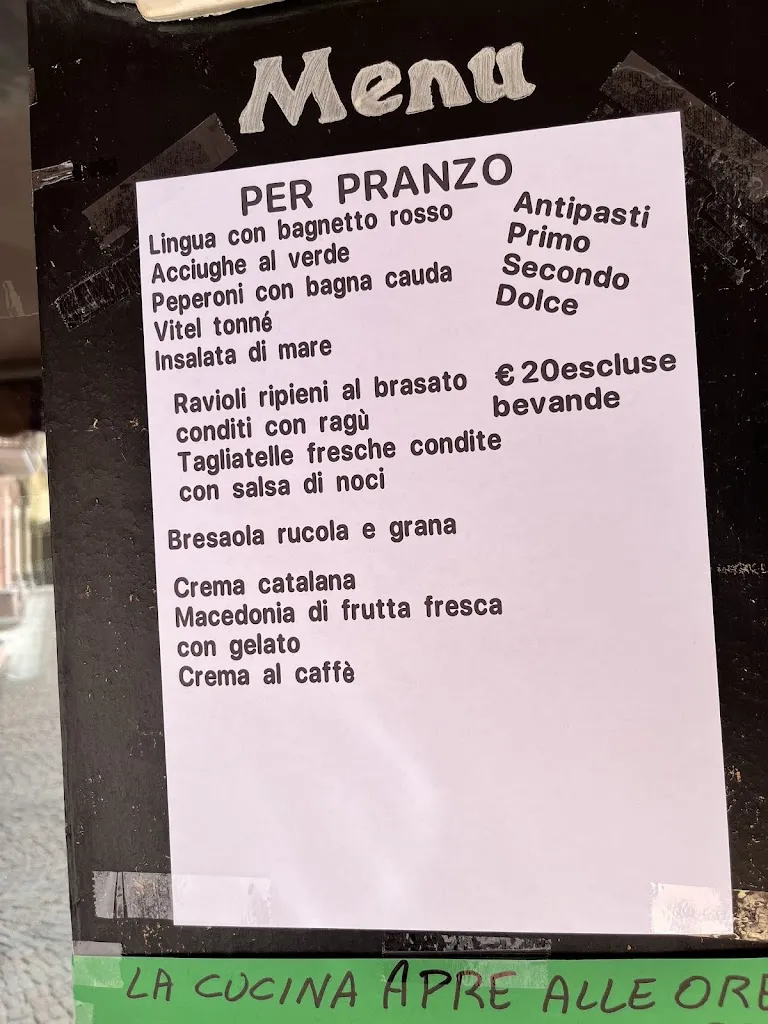 Menu
PER PRANZO
Lingua con bagnetto rosso
Acciughe al verde
Peperoni con bagna cauda
Vitel tonné
Insalata di mare
Ravioli ripieni al brasato
conditi con ragù
Tagliatelle fresche condite
con salsa di noci
Bresaola rucola e grana
Crema catalana
Macedonia di frutta fresca
con gelato
Crema al caffè
Antipasti
Primo
Secondo
Dolce
€ 20escluse
bevande
LA CUCINA APRE ALLE ORE